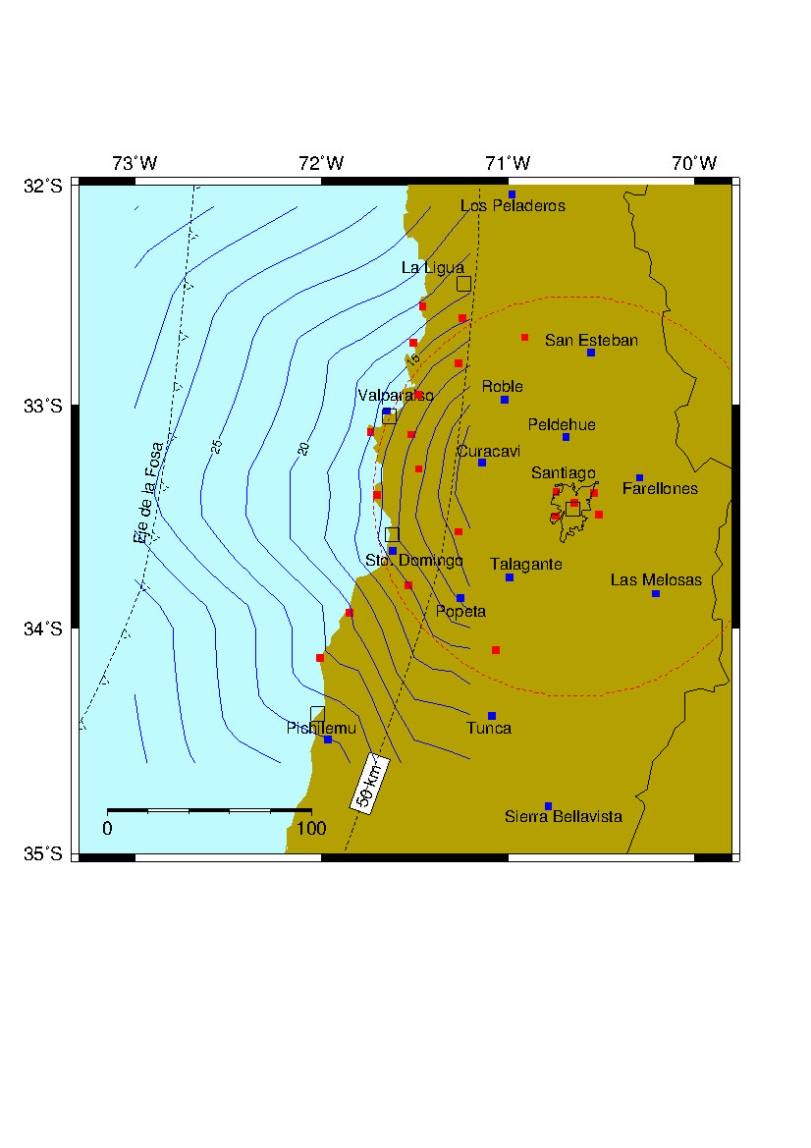 73°W 72°W 71°W 70°W
32°S
Los Peladeros
La Ligua
San Esteban
15
Roble
Valparaiso
33°S
Peldehue
25
20
Curacavi
Eje de la Fosa
Santiago
Farellones
Sto. Domingo
Talagante
Las Melosas
Popeta
34°S
Pichilemu
Tunca
50 km
Sierra Bellavista
0 100
35°S